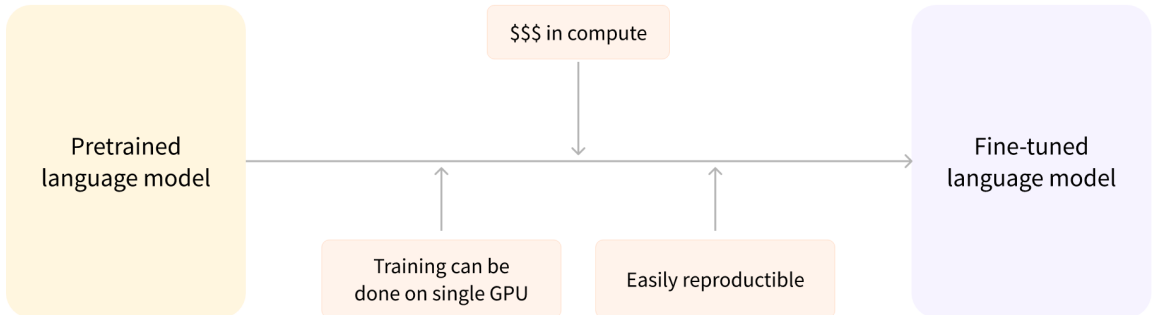 $$$ in compute
Pretrained
language model
Fine-tuned
language model
Training can be
done on single GPU
Easily reproductible